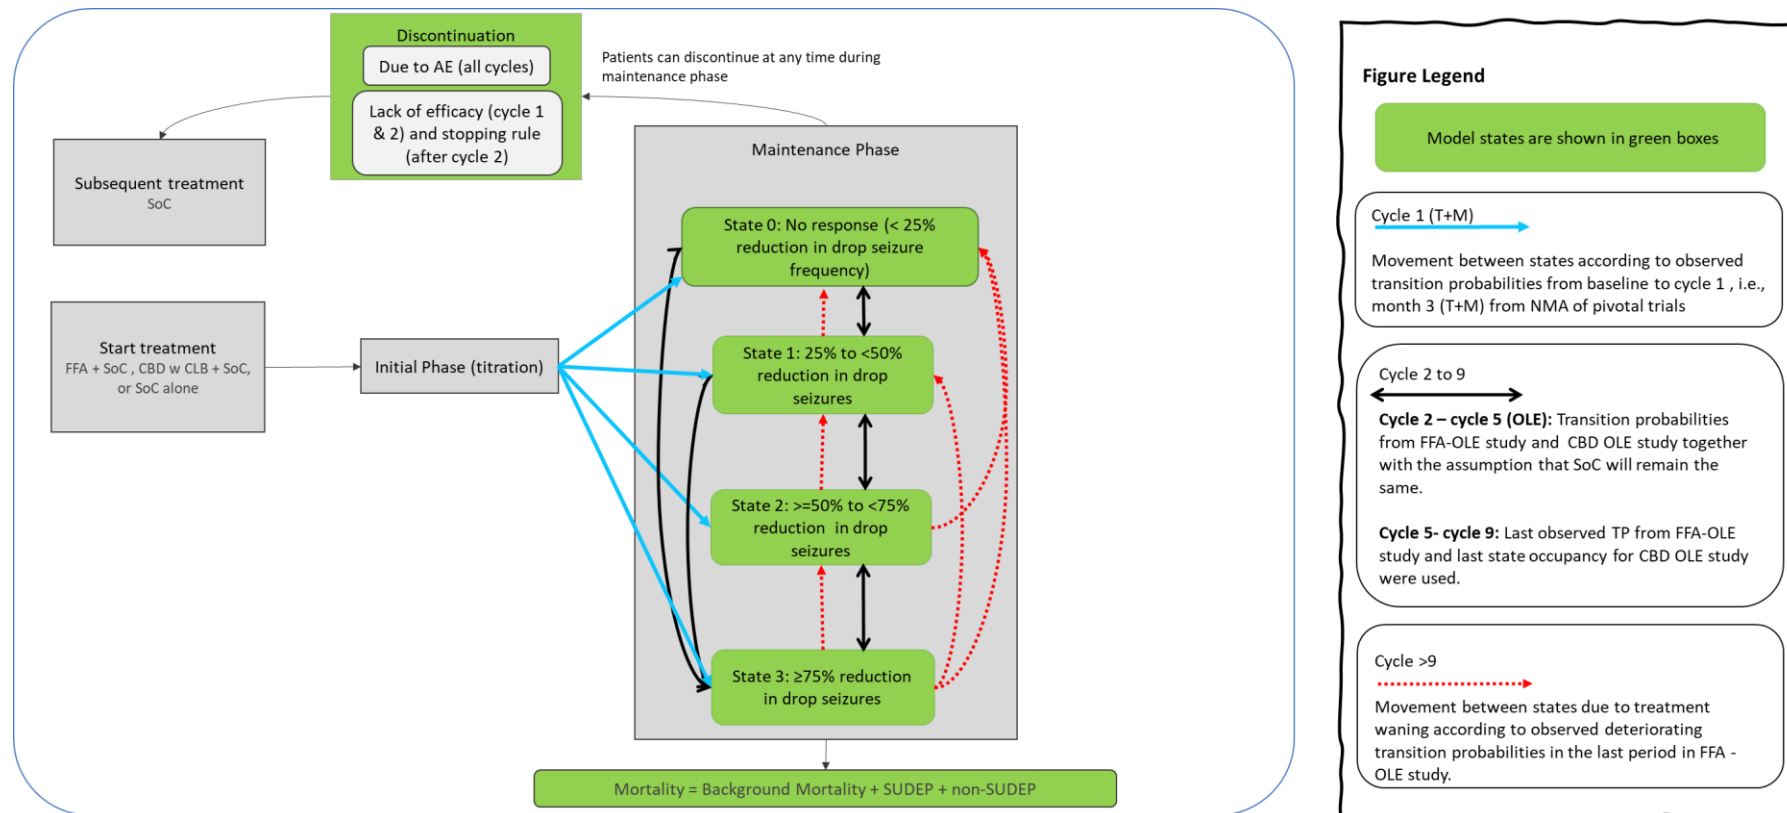 Discontinuation
Due to AE (all cycles)
Lack of efficacy (cycle 1
& 2) and stopping rule
(after cycle 2)
Patients can discontinue at any time during
maintenance phase
Subsequent treatment
SoC
Start treatment
FFA + SoC , CBD w CLB + SoC,
or SoC alone
Initial Phase (titration)
Maintenance Phase
State 0: No response (< 25%
reduction in drop seizure
frequency)
State 1: 25% to <50%
reduction in drop
seizures
State 2: >=50% to <75%
reduction in drop
seizures
State 3: ≥75% reduction
in drop seizures
Mortality = Background Mortality + SUDEP + non-SUDEP
Figure Legend
Model states are shown in green boxes
Cycle 1 (T+M)
Movement between states according to observed
transition probabilities from baseline to cycle 1 , i.e.,
month 3 (T+M) from NMA of pivotal trials
Cycle 2 to 9
Cycle 2 – cycle 5 (OLE): Transition probabilities
from FFA-OLE study and CBD OLE study together
with the assumption that SoC will remain the
same.
Cycle 5- cycle 9: Last observed TP from FFA-OLE
study and last state occupancy for CBD OLE study
were used.
Cycle >9
Movement between states due to treatment
waning according to observed deteriorating
transition probabilities in the last period in FFA -
OLE study.